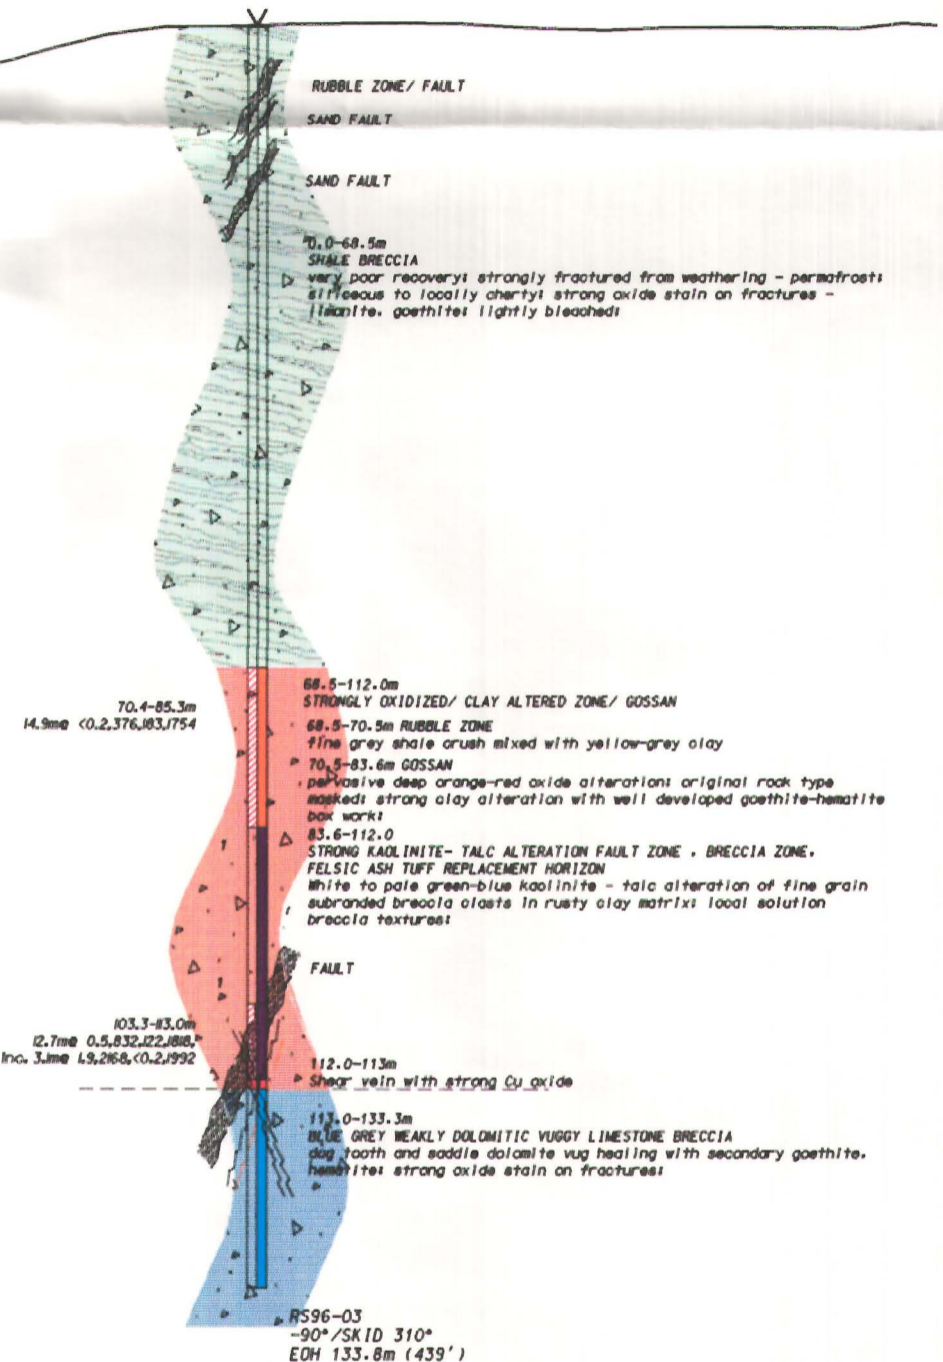 RUBBLE ZONE/ FAULT
SAND FAULT
SAND FAULT
0.0-68.5m
SHALE BRECCIA
very poor recovery; strongly fractured from weathering - permafrost;
siliceous to locally cherty; strong oxide stain on fractures -
limonite, goethite; lightly bleached;
68.5-112.0m
STRONGLY OXIDIZED/ CLAY ALTERED ZONE/ GOSSAN
70.4-85.3m
14.9m@ <0.2,376,183,1754
68.5-70.5m RUBBLE ZONE
fine grey shale crush mixed with yellow-grey clay
70.5-83.6m GOSSAN
pervasive deep orange-red oxide alteration; original rock type
masked; strong clay alteration with well developed goethite-hematite
box work;
83.6-112.0
STRONG KAOLINITE- TALC ALTERATION FAULT ZONE , BRECCIA ZONE,
FELSIC ASH TUFF REPLACEMENT HORIZON
White to pale green-blue kaolinite - talc alteration of fine grain
subranded breccia clasts in rusty clay matrix; local solution
breccia textures;
FAULT
103.3-113.0m
12.7m@ 0.5,832,122,1818,
Inc. 3.1m@ 1.9,2168,<0.2,1992
112.0-113m
Shear vein with strong Cu oxide
113.0-133.3m
BLUE GREY WEAKLY DOLOMITIC VUGGY LIMESTONE BRECCIA
dog tooth and saddle dolomite vug healing with secondary goethite,
hematite; strong oxide stain on fractures;
RS96-03
-90°/SKID 310°
EOH 133.8m (439')